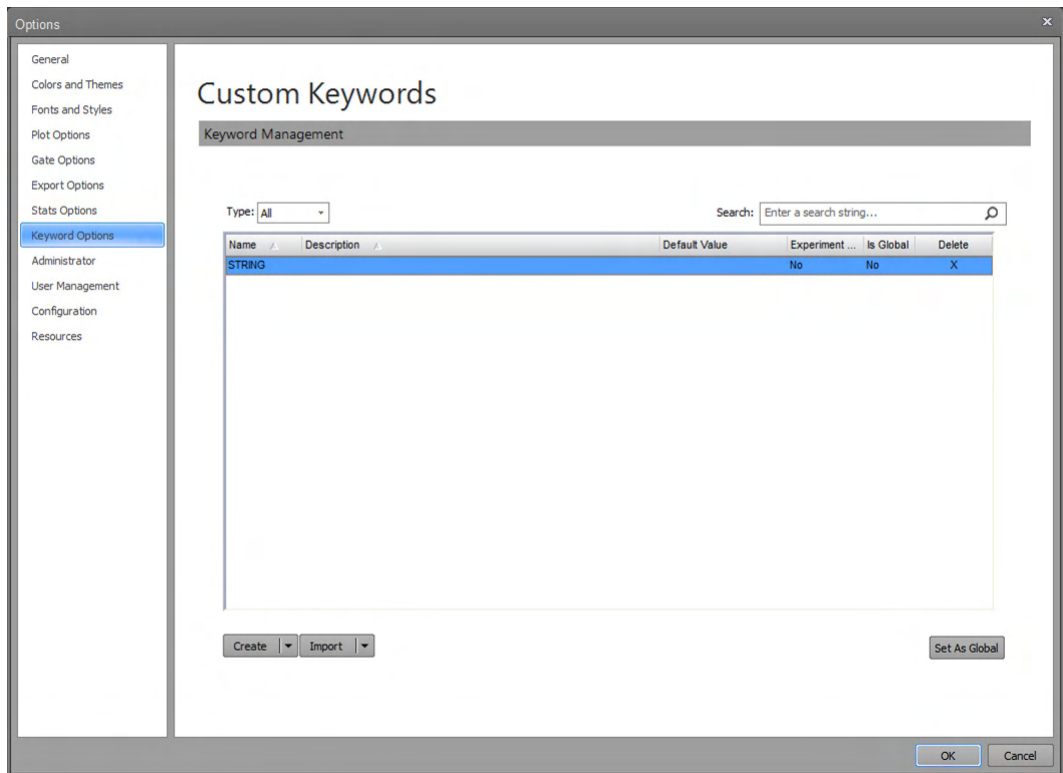 Options
General
Colors and Themes
Fonts and Styles
Plot Options
Gate Options
Export Options
Stats Options
Keyword Options
Administrator
User Management
Configuration
Resources
Custom Keywords
Keyword Management
Type: All Search: Enter a search string...
Name Description Default Value Experiment ... Is Global Delete
STRING No No X
Create Import Set As Global
OK Cancel